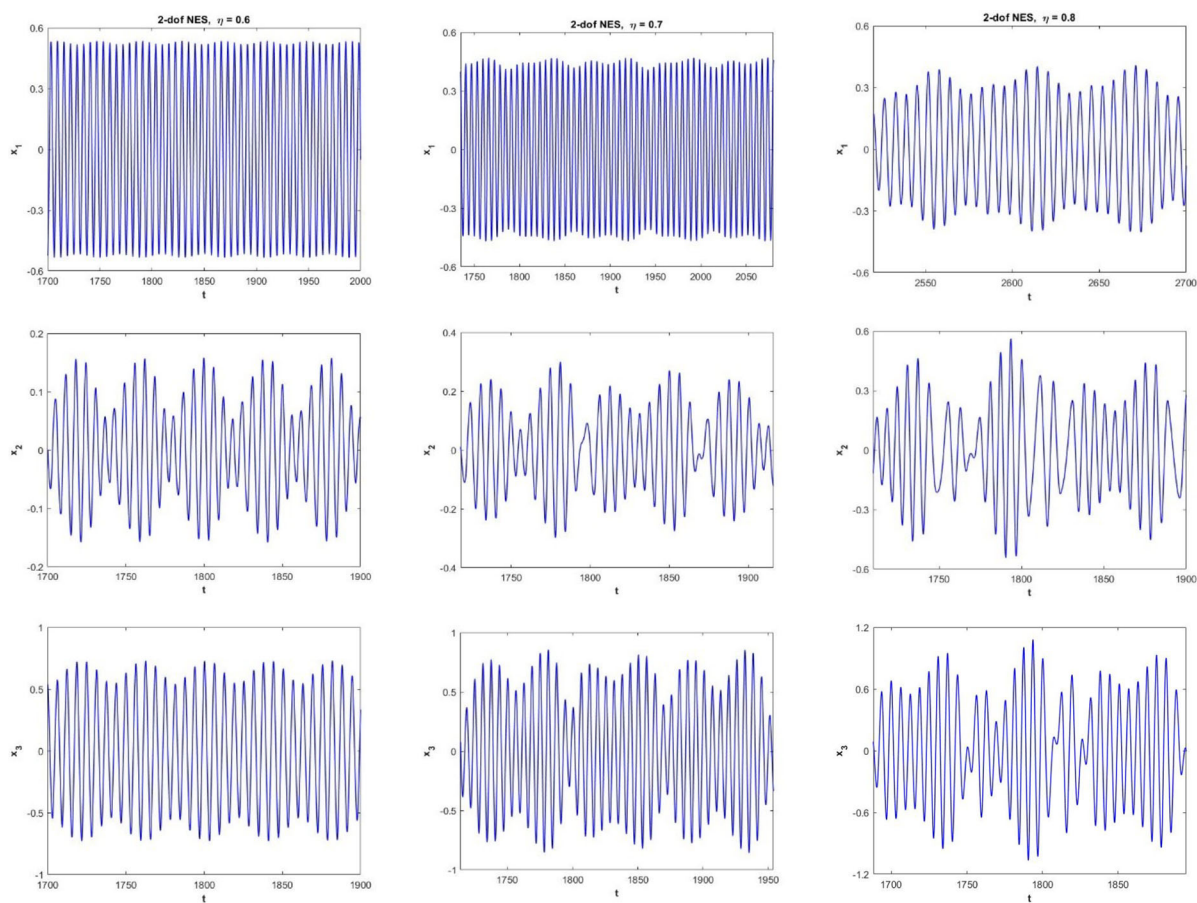 2-dof NES, η = 0.6
0.6
0.3
0
-0.3
-0.6
x1
1700 1750 1800 1850 1900 1950 2000
t
2-dof NES, η = 0.7
0.6
0.3
0
-0.3
-0.6
x1
1750 1800 1850 1900 1950 2000 2050
t
2-dof NES, η = 0.8
0.6
0.3
0
-0.3
-0.6
x1
2550 2600 2650 2700
t
0.2
0.1
0
-0.1
-0.2
x2
1700 1750 1800 1850 1900
t
0.4
0.2
0
-0.2
-0.4
x2
1750 1800 1850 1900
t
0.6
0.3
0
-0.3
-0.6
x2
1750 1800 1850 1900
t
1
0.5
0
-0.5
-1
x3
1700 1750 1800 1850 1900
t
1
0.5
0
-0.5
-1
x3
1750 1800 1850 1900 1950
t
1.2
0.6
0
-0.6
-1.2
x3
1700 1750 1800 1850
t